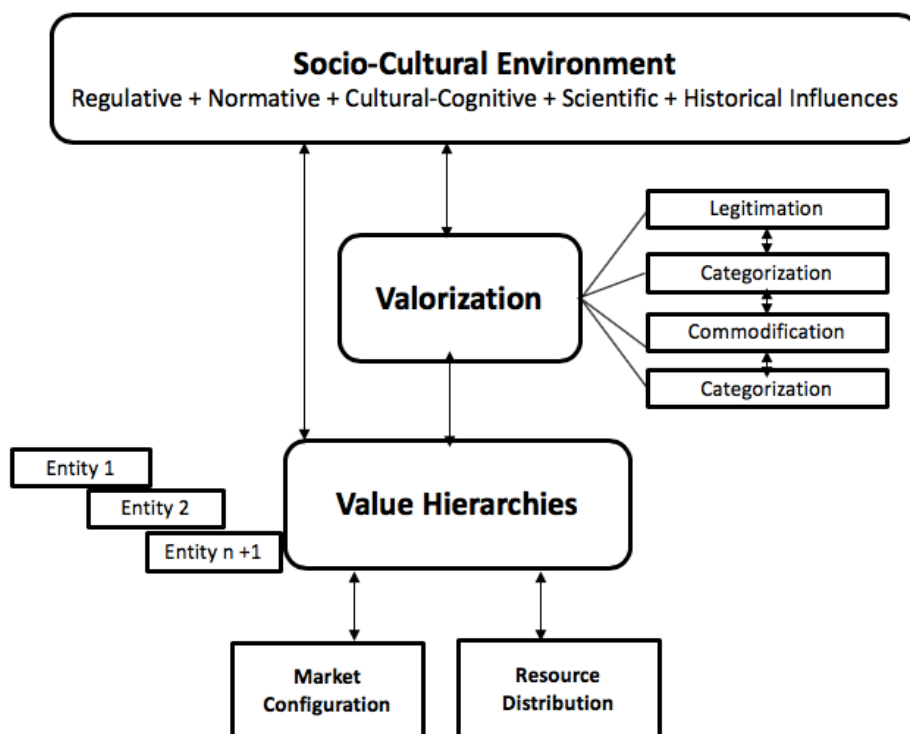 Socio-Cultural Environment
Regulative + Normative + Cultural-Cognitive + Scientific + Historical Influences
Legitimation
Categorization
Valorization
Commodification
Categorization
Entity 1
Entity 2
Entity n +1
Value Hierarchies
Market
Configuration
Resource
Distribution